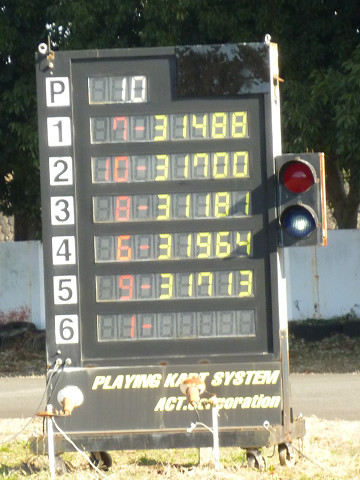 P 10
1 7-31488
2 10-31700
3 8-31181
4 6-31964
5 9-31713
6 1-
PLAYING KART SYSTEM
ACT.Corporation